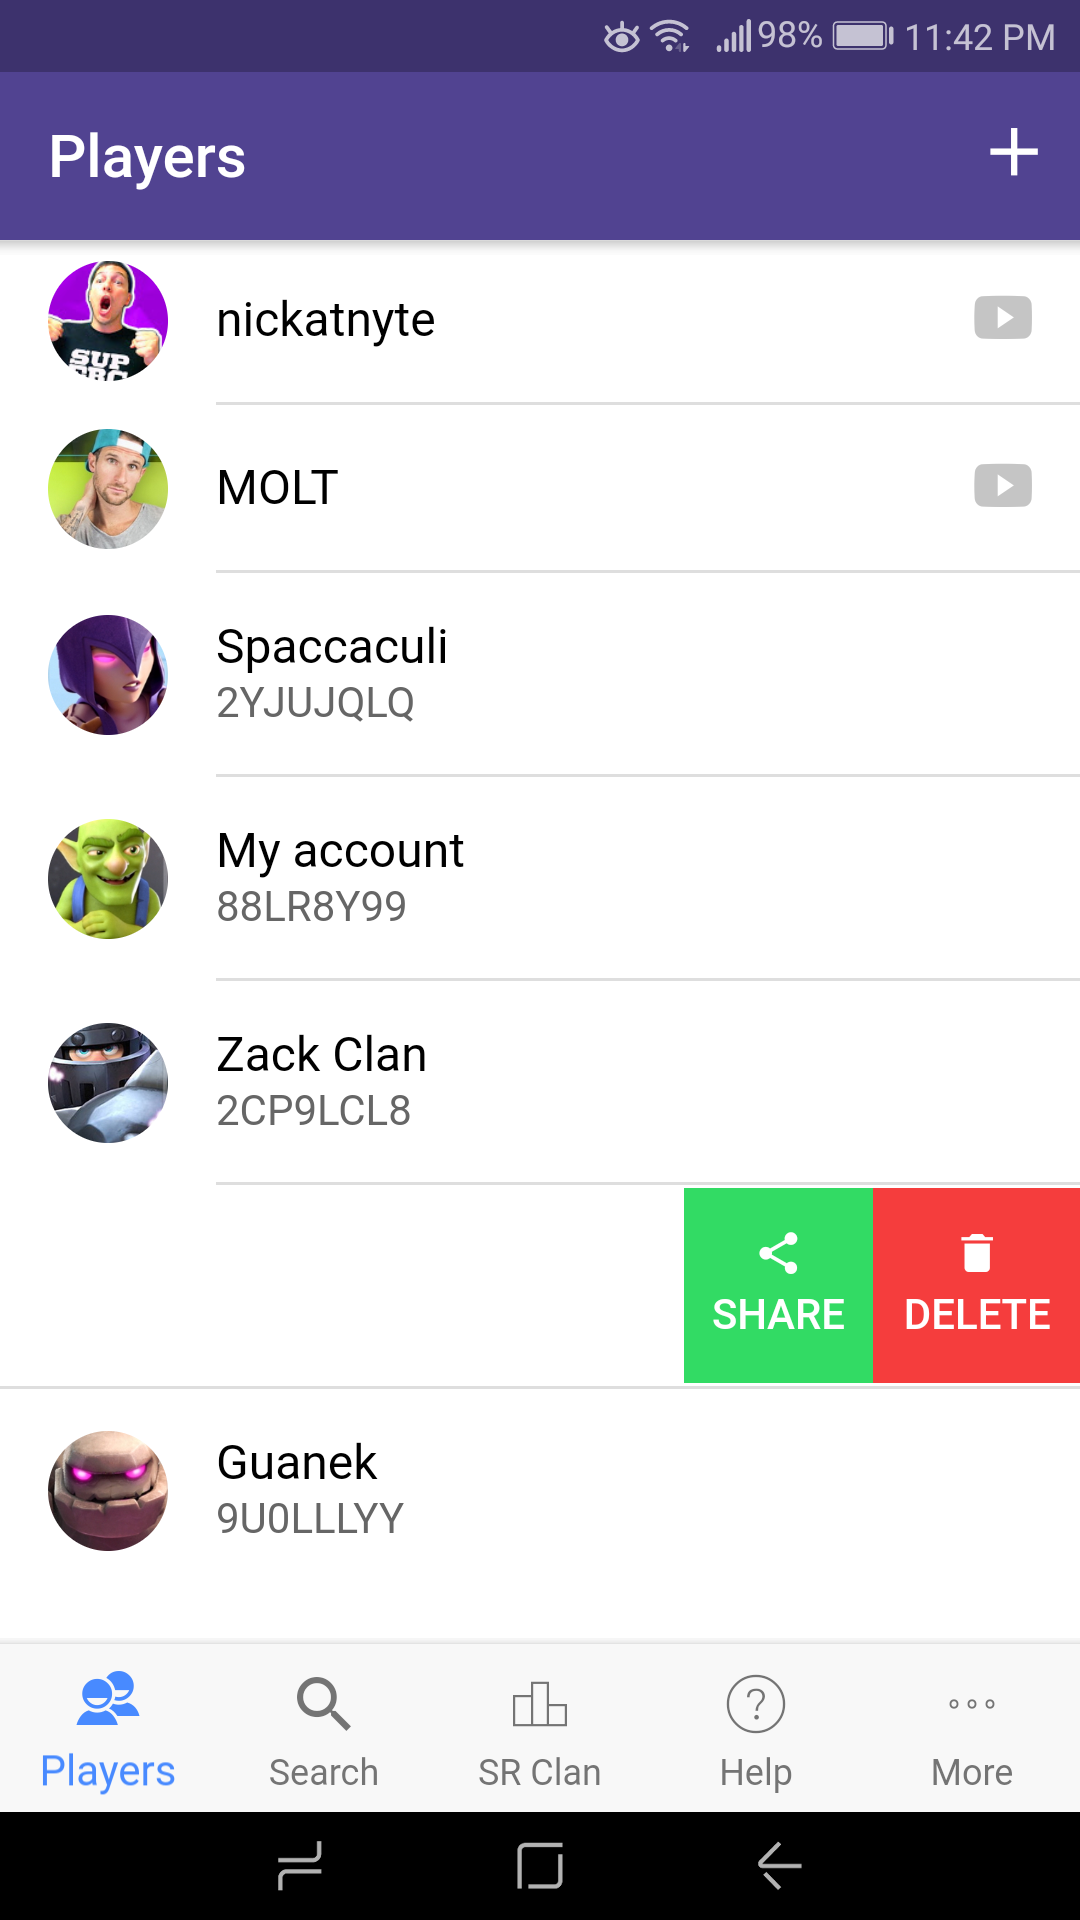 98% 11:42 PM
Players
nickatnyte
SUP
MOLT
Spaccaculi
2YJUJQLQ
My account
88LR8Y99
Zack Clan
2CP9LCL8
SHARE DELETE
Guanek
9U0LLLYY
Players Search SR Clan Help More